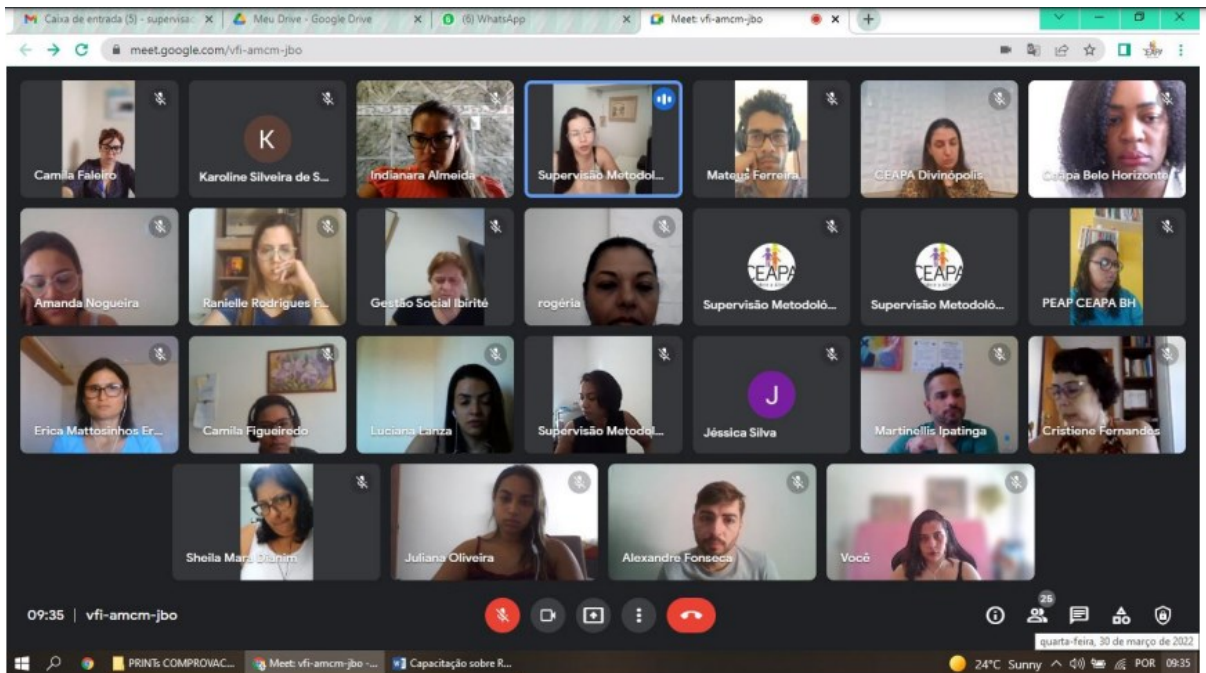 Caixa de entrada (5) - supervisa
Meu Drive - Google Drive
(6) WhatsApp
Meet: vfi-amcm-jbo
meet.google.com/vfi-amcm-jbo
Camila Faleiro
K
Karoline Silveira de S...
Indianara Almeida
Supervisão Metodol...
Mateus Ferreira
CEAPA Divinópolis
Ceapa Belo Horizonte
Amanda Nogueira
Ranielle Rodrigues F...
Gestão Social Ibirité
rogéria
CEAPA
Supervisão Metodoló...
CEAPA
Supervisão Metodoló...
PEAP CEAPA BH
Erica Mattosinhos Er...
Camila Figueiredo
Luciana Lanza
Supervisão Metodol...
J
Jéssica Silva
Martinellis Ipatinga
Cristiene Fernandes
Sheila Mara
Juliana Oliveira
Alexandre Fonseca
Você
09:35 | vfi-amcm-jbo
25
quarta-feira, 30 de março de 2022
PRINTs COMPROVAC...
Meet: vfi-amcm-jbo -...
Capacitação sobre R...
24°C Sunny
POR
09:35